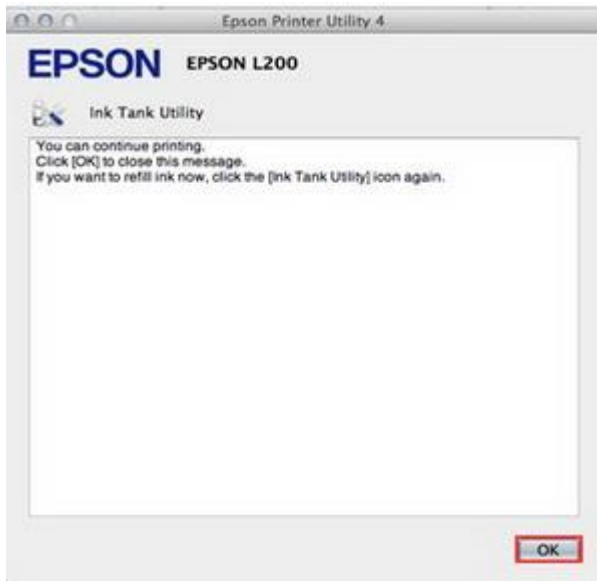 Epson Printer Utility 4
EPSON EPSON L200
Ink Tank Utility
You can continue printing.
Click [OK] to close this message.
If you want to refill ink now, click the [Ink Tank Utility] icon again.
OK